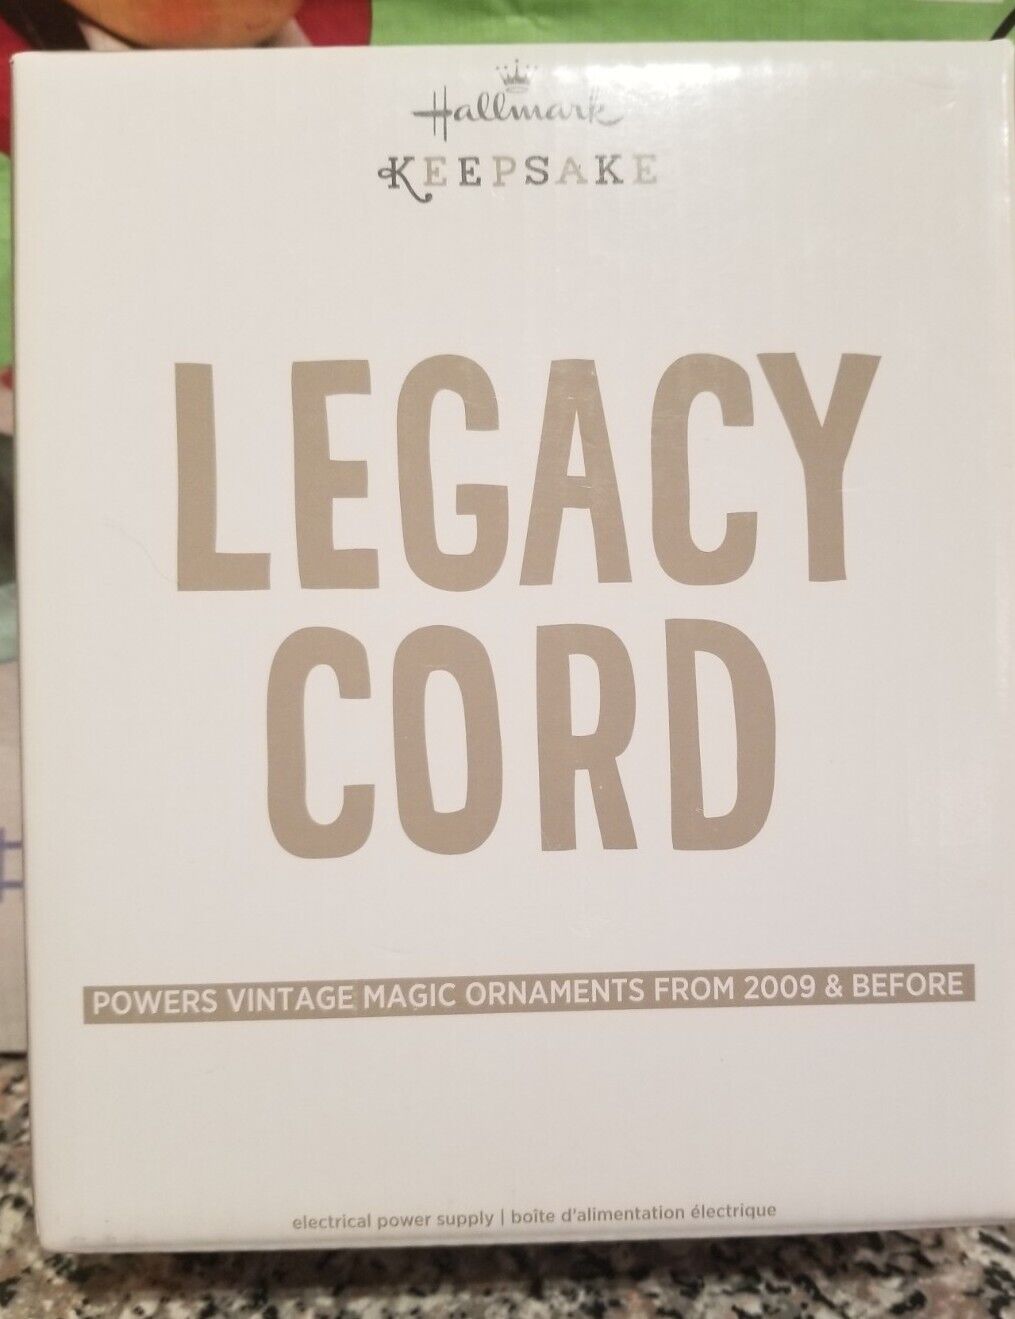 Hallmark
KEEPSAKE
LEGACY
CORD
POWERS VINTAGE MAGIC ORNAMENTS FROM 2009 & BEFORE
electrical power supply | boîte d'alimentation électrique